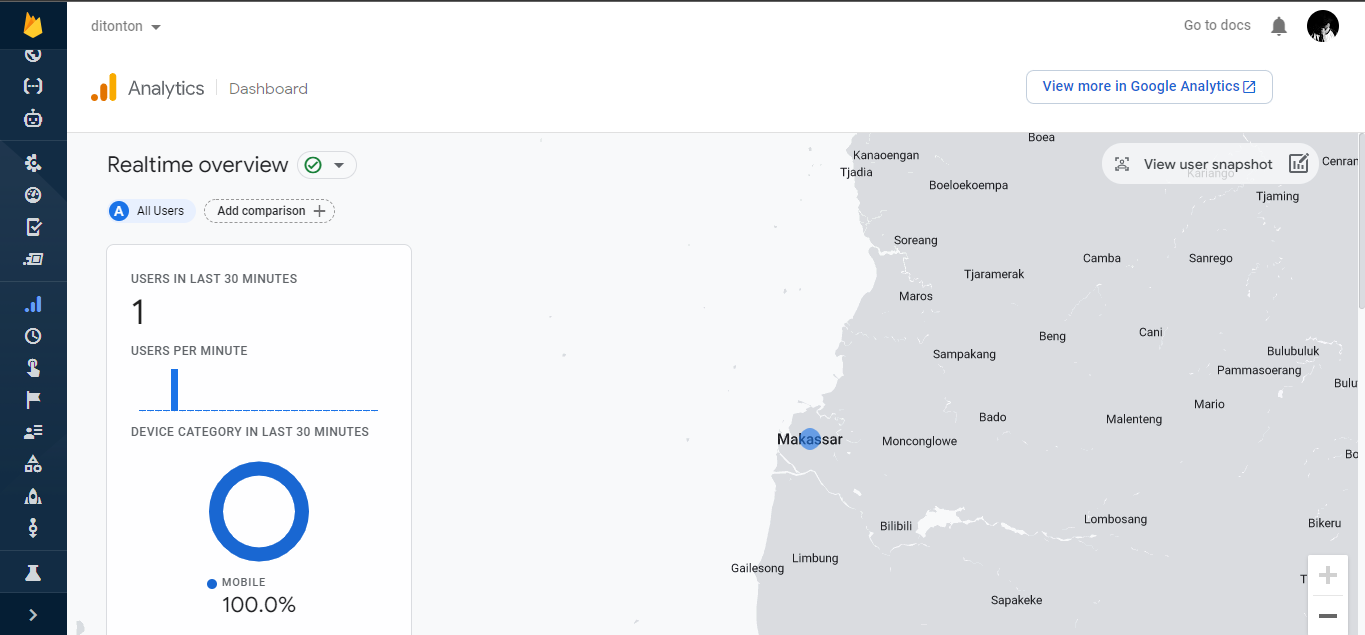 ditonton
Go to docs
Analytics
Dashboard
View more in Google Analytics
Realtime overview
A All Users
Add comparison
USERS IN LAST 30 MINUTES
1
USERS PER MINUTE
DEVICE CATEGORY IN LAST 30 MINUTES
MOBILE
100.0%
View user snapshot
Boea
Kanaoengan
Cenran
Tjadia
Kariango
Boeloekoempa
Tjaming
Soreang
Camba
Sanrego
Tjaramerak
Maros
Cani
Beng
Sampakang
Bulubuluk
Pammasoerang
Bulu
Mario
Bado
Malenteng
Makassar
Monconglowe
Bo
Lombosang
Bilibili
Bikeru
Limbung
Gailesong
T
Sapakeke